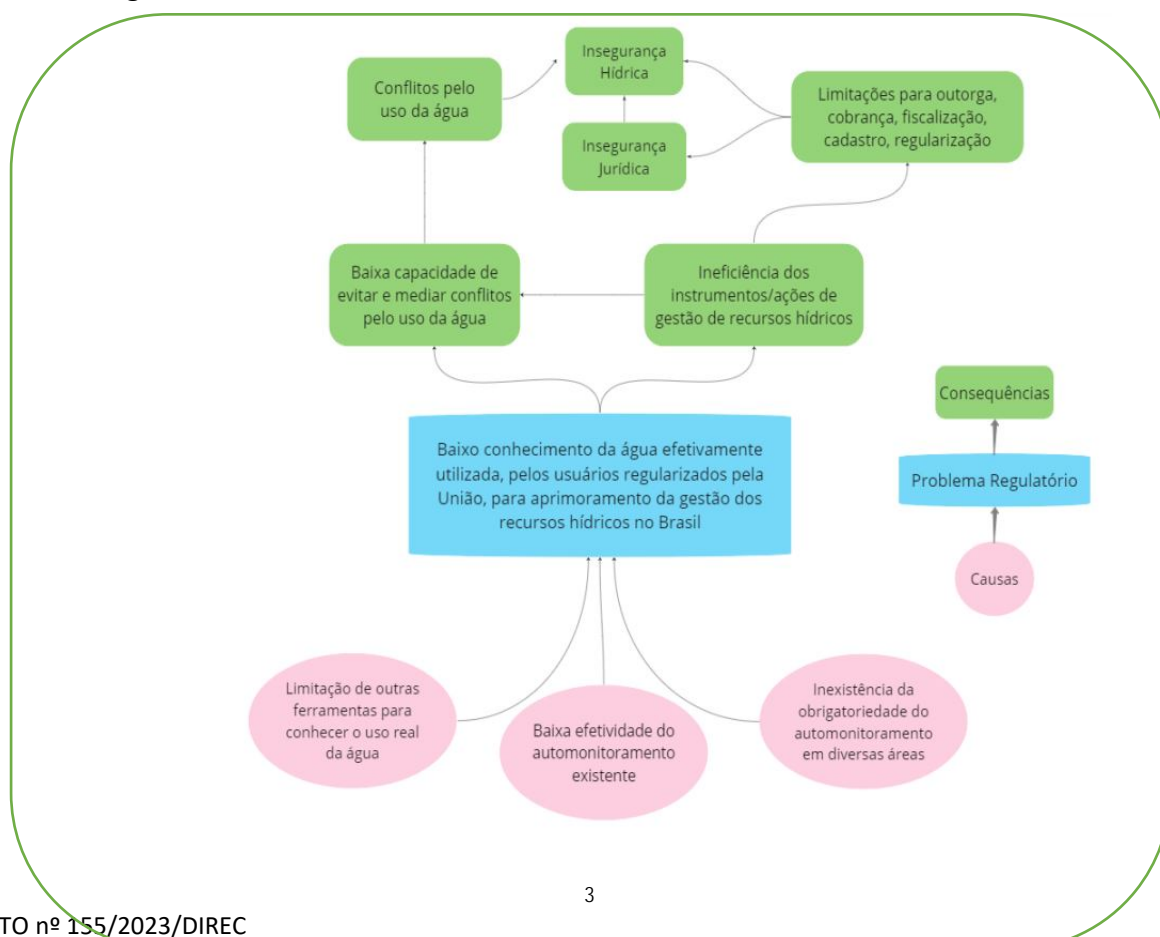 Insegurança
Hídrica
Conflitos pelo
uso da água
Limitações para outorga,
cobrança, fiscalização,
cadastro, regularização
Insegurança
Jurídica
Baixa capacidade de
evitar e mediar conflitos
pelo uso da água
Ineficiência dos
instrumentos/ações de
gestão de recursos hídricos
Consequências
Baixo conhecimento da água efetivamente
utilizada, pelos usuários regularizados pela
União, para aprimoramento da gestão dos
recursos hídricos no Brasil
Problema Regulatório
Causas
Limitação de outras
ferramentas para
conhecer o uso real
da água
Baixa efetividade do
automonitoramento
existente
Inexistência da
obrigatoriedade do
automonitoramento
em diversas áreas
3
TO nº 155/2023/DIREC